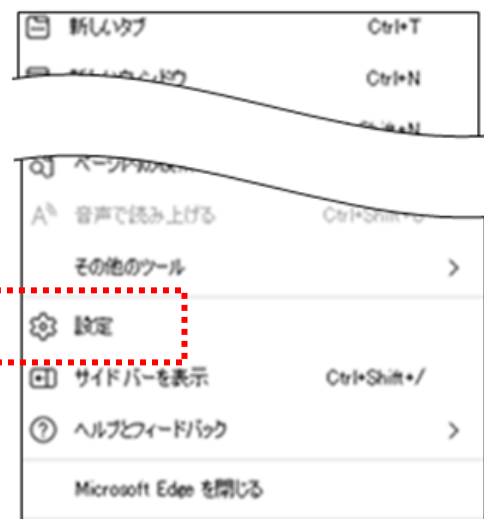 新しいタブ Ctrl+T
新しいウィンドウ Ctrl+N
音声で読み上げる Ctrl+Shift+U
その他のツール
設定
サイド バーを表示 Ctrl+Shift+/
ヘルプとフィードバック
Microsoft Edge を閉じる